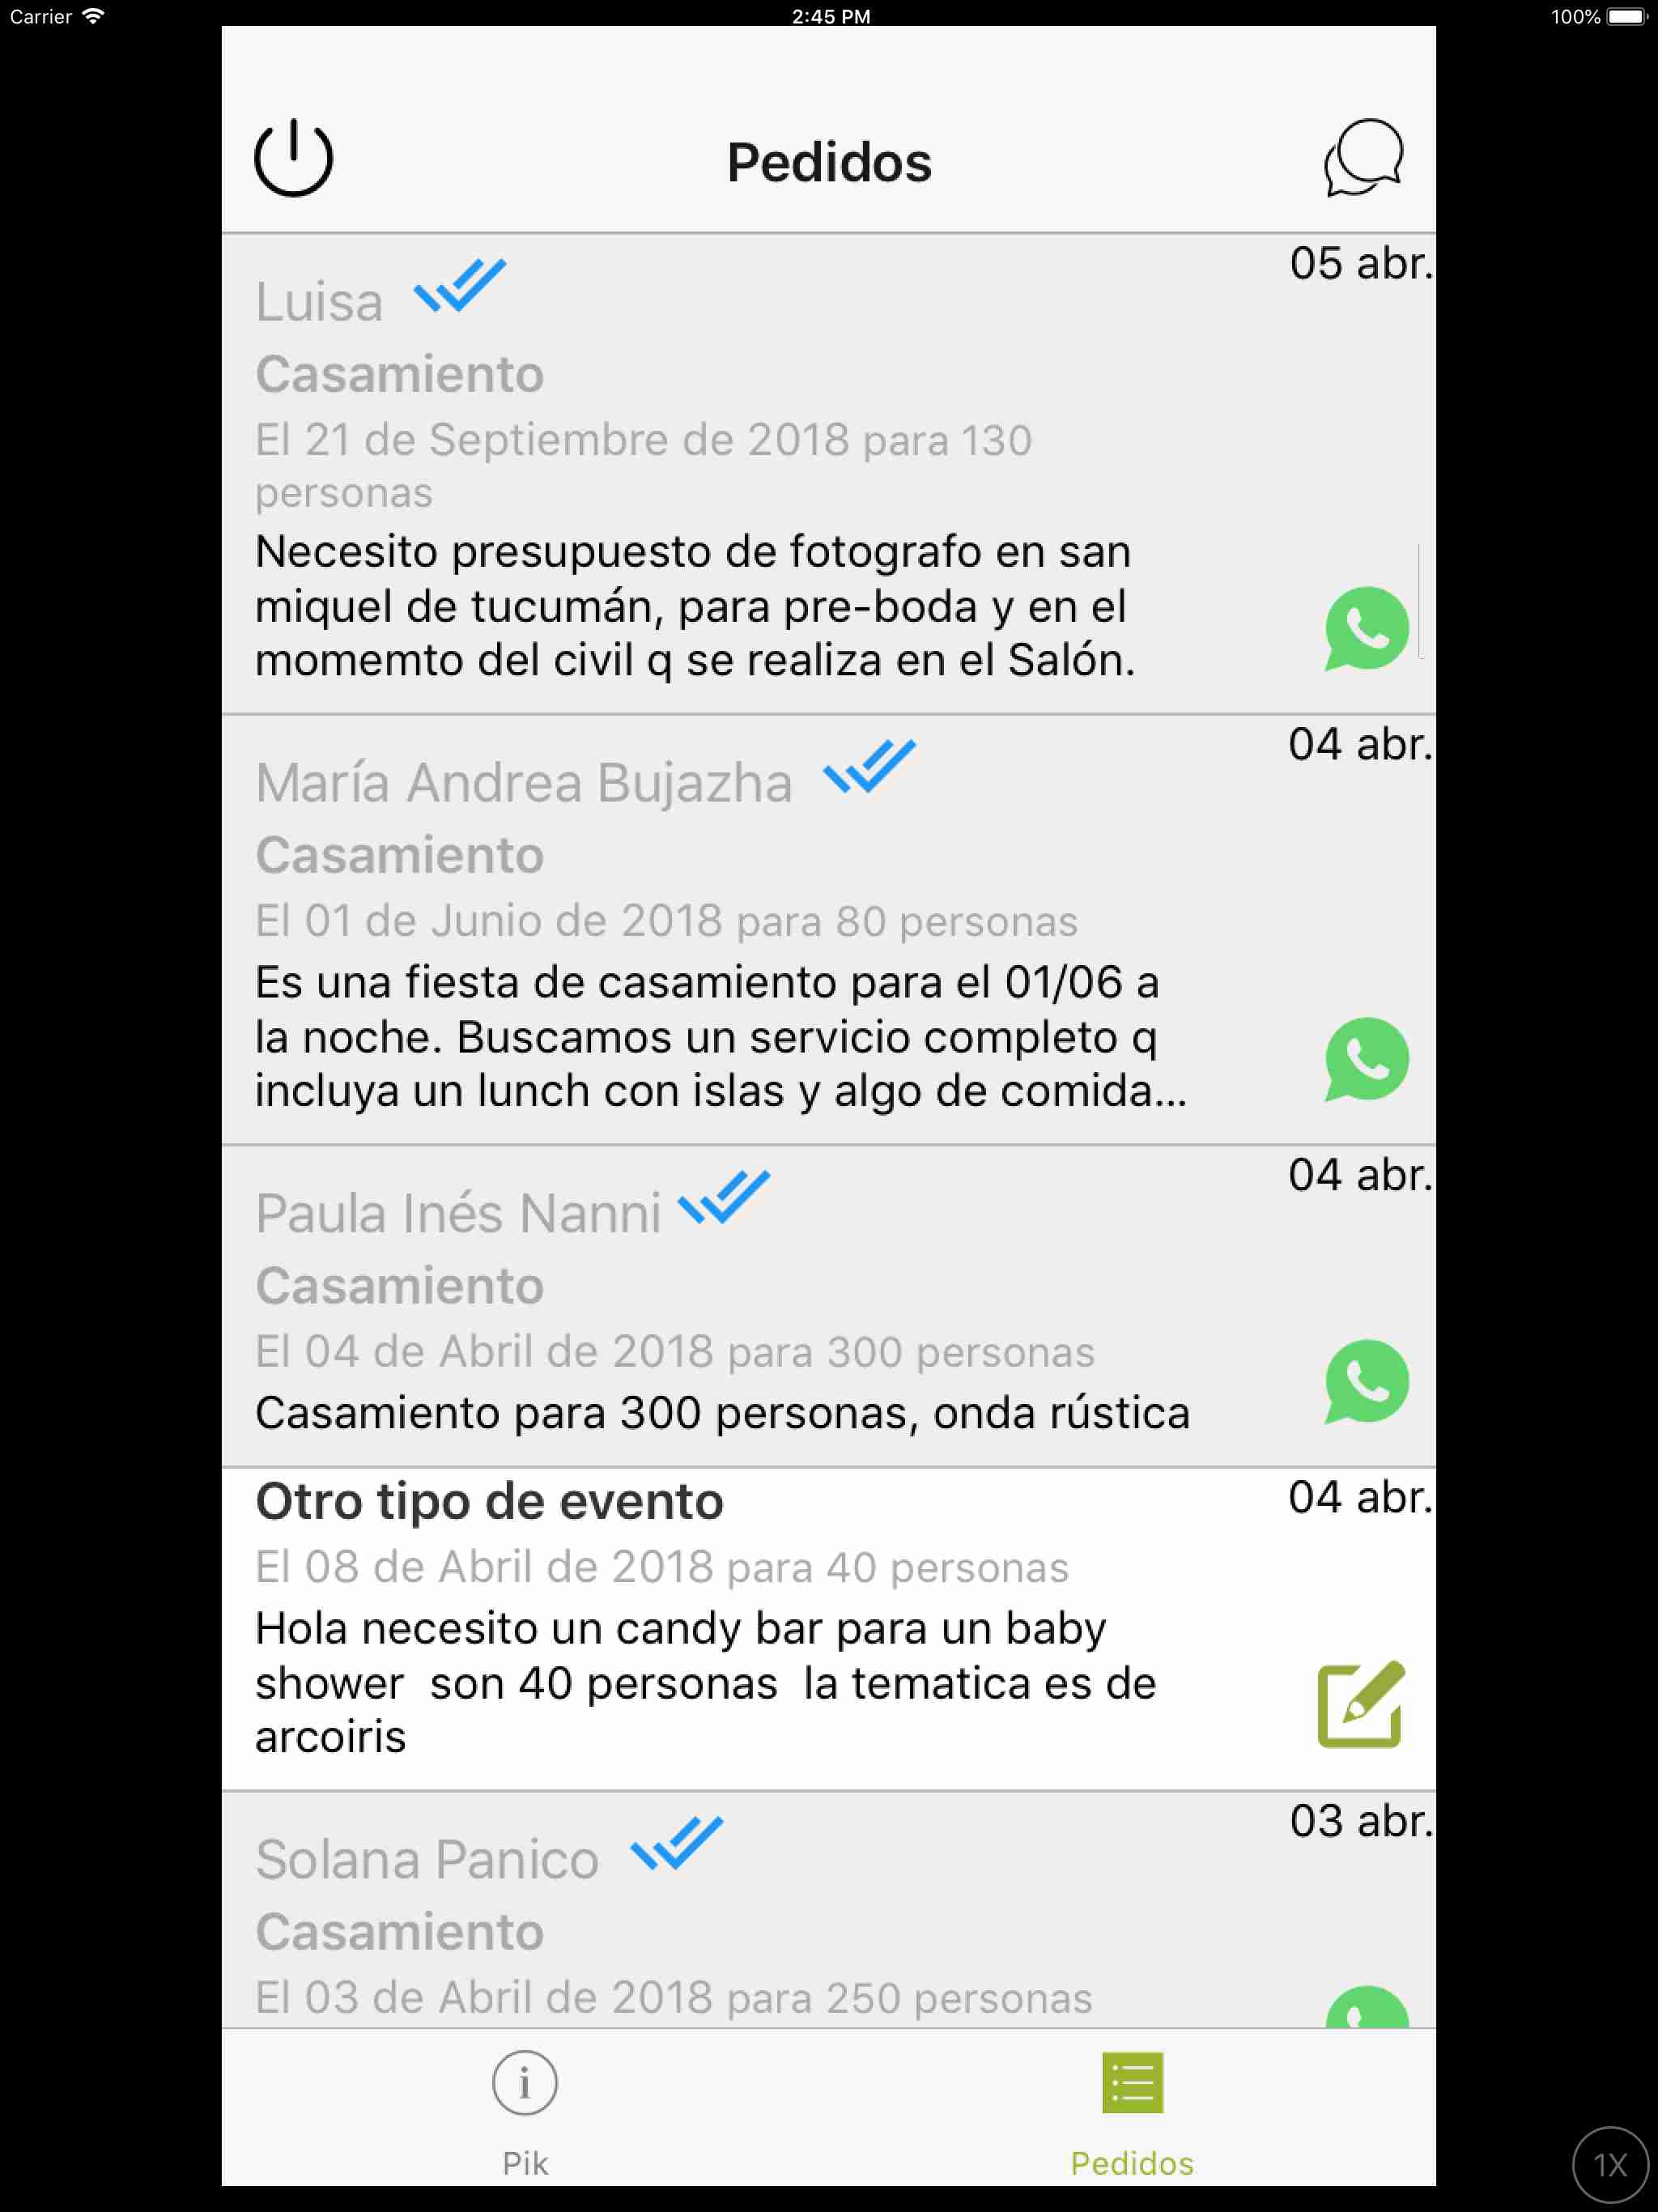 Carrier
2:45 PM
100%
Pedidos
05 abr.
Luisa
Casamiento
El 21 de Septiembre de 2018 para 130
personas
Necesito presupuesto de fotografo en san
miquel de tucumán, para pre-boda y en el
momemto del civil q se realiza en el Salón.
04 abr.
María Andrea Bujazha
Casamiento
El 01 de Junio de 2018 para 80 personas
Es una fiesta de casamiento para el 01/06 a
la noche. Buscamos un servicio completo q
incluya un lunch con islas y algo de comida...
04 abr.
Paula Inés Nanni
Casamiento
El 04 de Abril de 2018 para 300 personas
Casamiento para 300 personas, onda rústica
04 abr.
Otro tipo de evento
El 08 de Abril de 2018 para 40 personas
Hola necesito un candy bar para un baby
shower  son 40 personas  la tematica es de
arcoiris
03 abr.
Solana Panico
Casamiento
El 03 de Abril de 2018 para 250 personas
Pik
Pedidos
1X